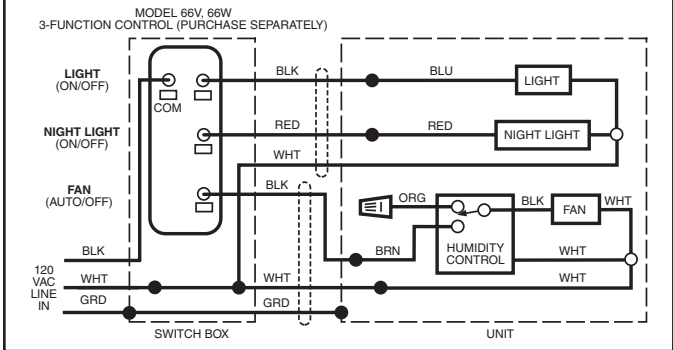 MODEL 66V, 66W
3-FUNCTION CONTROL (PURCHASE SEPARATELY)
LIGHT
(ON/OFF)
COM
BLK
BLU
LIGHT
NIGHT LIGHT
(ON/OFF)
RED
RED
NIGHT LIGHT
WHT
FAN
(AUTO/OFF)
BLK
ORG
BLK
FAN
WHT
BRN
HUMIDITY
CONTROL
WHT
BLK
120
VAC
LINE
IN
WHT
WHT
WHT
GRD
GRD
SWITCH BOX
UNIT